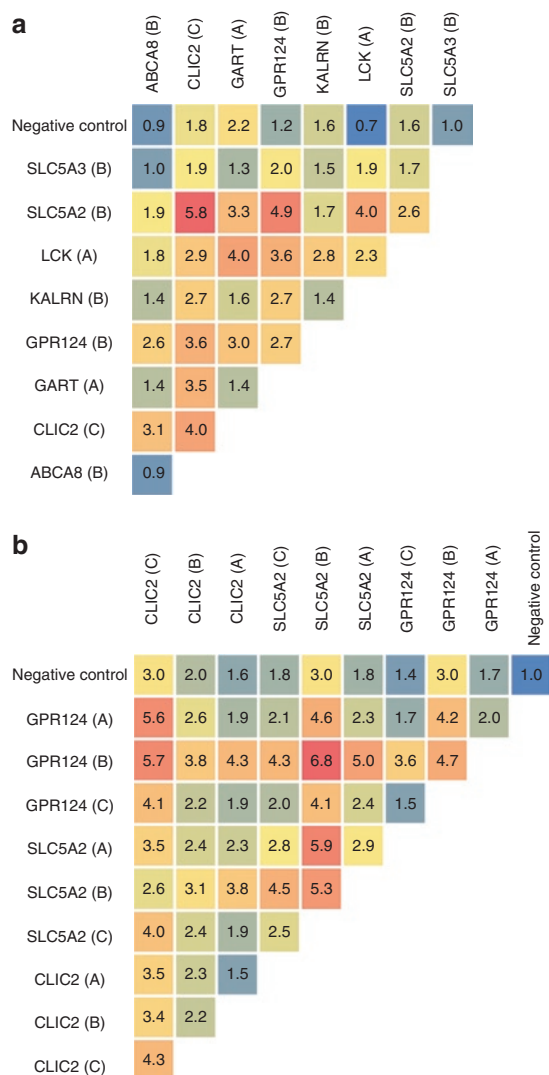 a
ABCA8 (B) CLIC2 (C) GART (A) GPR124 (B) KALRN (B) LCK (A) SLC5A2 (B) SLC5A3 (B)
Negative control 0.9 1.8 2.2 1.2 1.6 0.7 1.6 1.0
SLC5A3 (B) 1.0 1.9 1.3 2.0 1.5 1.9 1.7
SLC5A2 (B) 1.9 5.8 3.3 4.9 1.7 4.0 2.6
LCK (A) 1.8 2.9 4.0 3.6 2.8 2.3
KALRN (B) 1.4 2.7 1.6 2.7 1.4
GPR124 (B) 2.6 3.6 3.0 2.7
GART (A) 1.4 3.5 1.4
CLIC2 (C) 3.1 4.0
ABCA8 (B) 0.9
b
CLIC2 (C) CLIC2 (B) CLIC2 (A) SLC5A2 (C) SLC5A2 (B) SLC5A2 (A) GPR124 (C) GPR124 (B) GPR124 (A) Negative control
Negative control 3.0 2.0 1.6 1.8 3.0 1.8 1.4 3.0 1.7 1.0
GPR124 (A) 5.6 2.6 1.9 2.1 4.6 2.3 1.7 4.2 2.0
GPR124 (B) 5.7 3.8 4.3 4.3 6.8 5.0 3.6 4.7
GPR124 (C) 4.1 2.2 1.9 2.0 4.1 2.4 1.5
SLC5A2 (A) 3.5 2.4 2.3 2.8 5.9 2.9
SLC5A2 (B) 2.6 3.1 3.8 4.5 5.3
SLC5A2 (C) 4.0 2.4 1.9 2.5
CLIC2 (A) 3.5 2.3 1.5
CLIC2 (B) 3.4 2.2
CLIC2 (C) 4.3